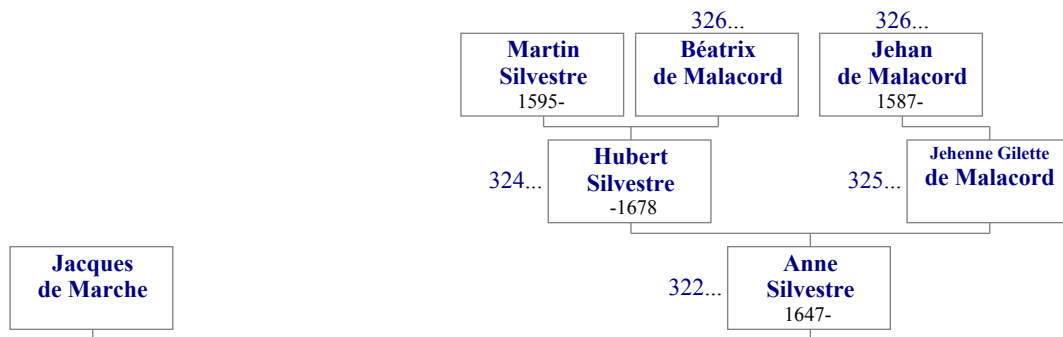 326...
326...
Martin
Silvestre
1595-
Béatrix
de Malacord
Jehan
de Malacord
1587-
324...
Hubert
Silvestre
-1678
325...
Jehenne Gilette
de Malacord
Jacques
de Marche
322...
Anne
Silvestre
1647-